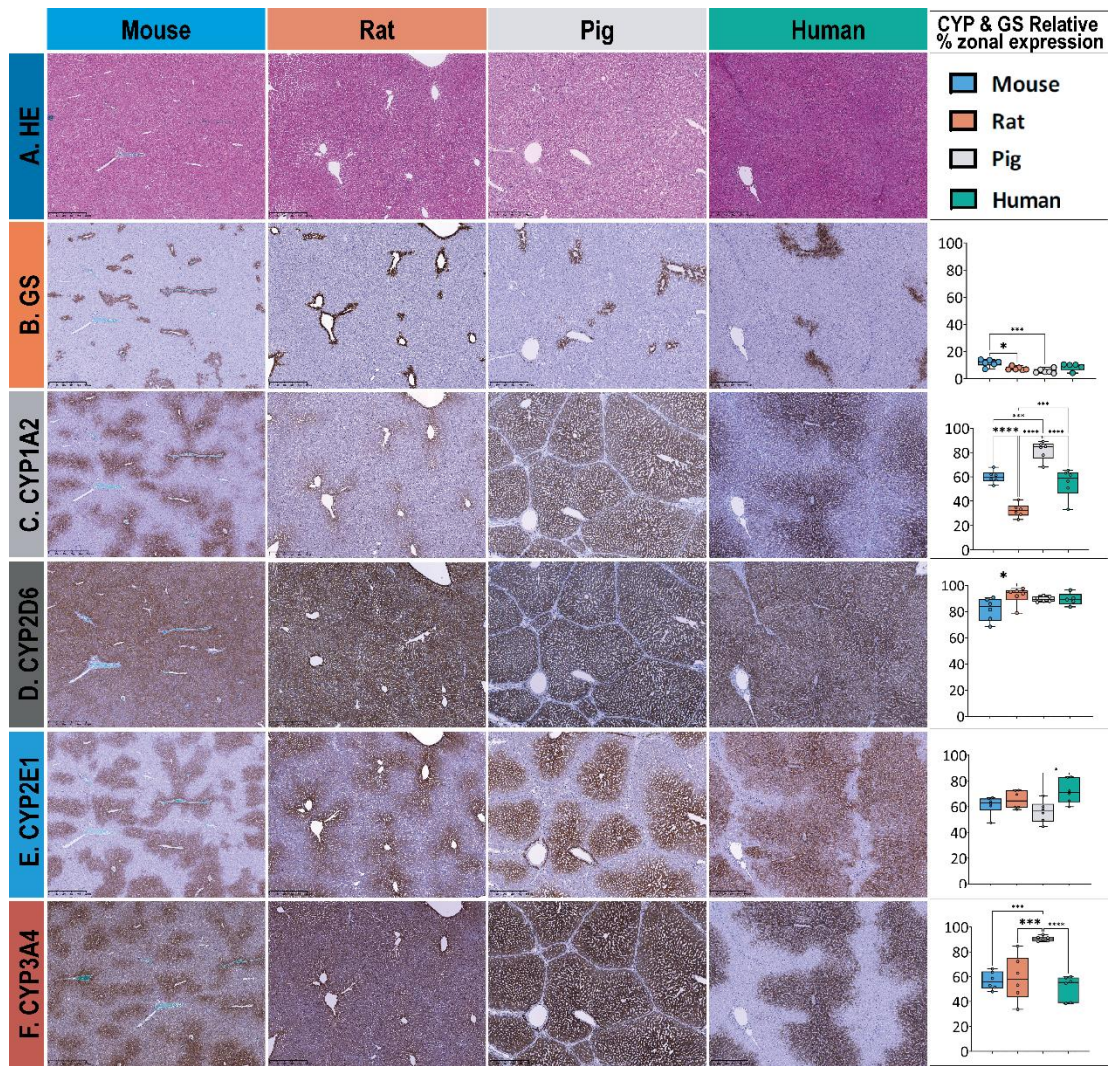 Mouse Rat Pig Human CYP & GS Relative
% zonal expression
Mouse
Rat
Pig
Human
A. HE
B. GS
100
80
60
40
20
0
***
*
C. CYP1A2
100
80
60
40
20
0
***
***
**** **** ****
D. CYP2D6
100
80
60
40
20
0
*
E. CYP2E1
100
80
60
40
20
0
*
F. CYP3A4
100
80
60
40
20
0
***
*** ****